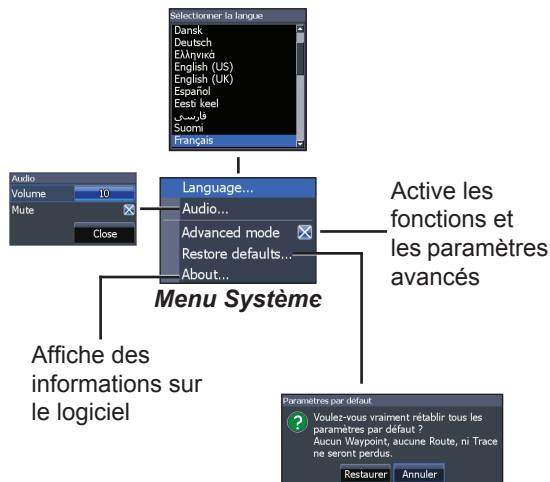 Sélectionner la langue
Dansk
Deutsch
Ελληνικά
English (US)
English (UK)
Español
Eesti keel
فارسی
Suomi
Français
Audio
Volume 10
Mute
Close
Language...
Audio...
Advanced mode
Restore defaults...
About...
Menu Système
Active les
fonctions et
les paramètres
avancés
Affiche des
informations sur
le logiciel
Paramètres par défaut
Voulez-vous vraiment rétablir tous les
paramètres par défaut ?
Aucun Waypoint, aucune Route, ni Trace
ne seront perdus.
Restaurer Annuler